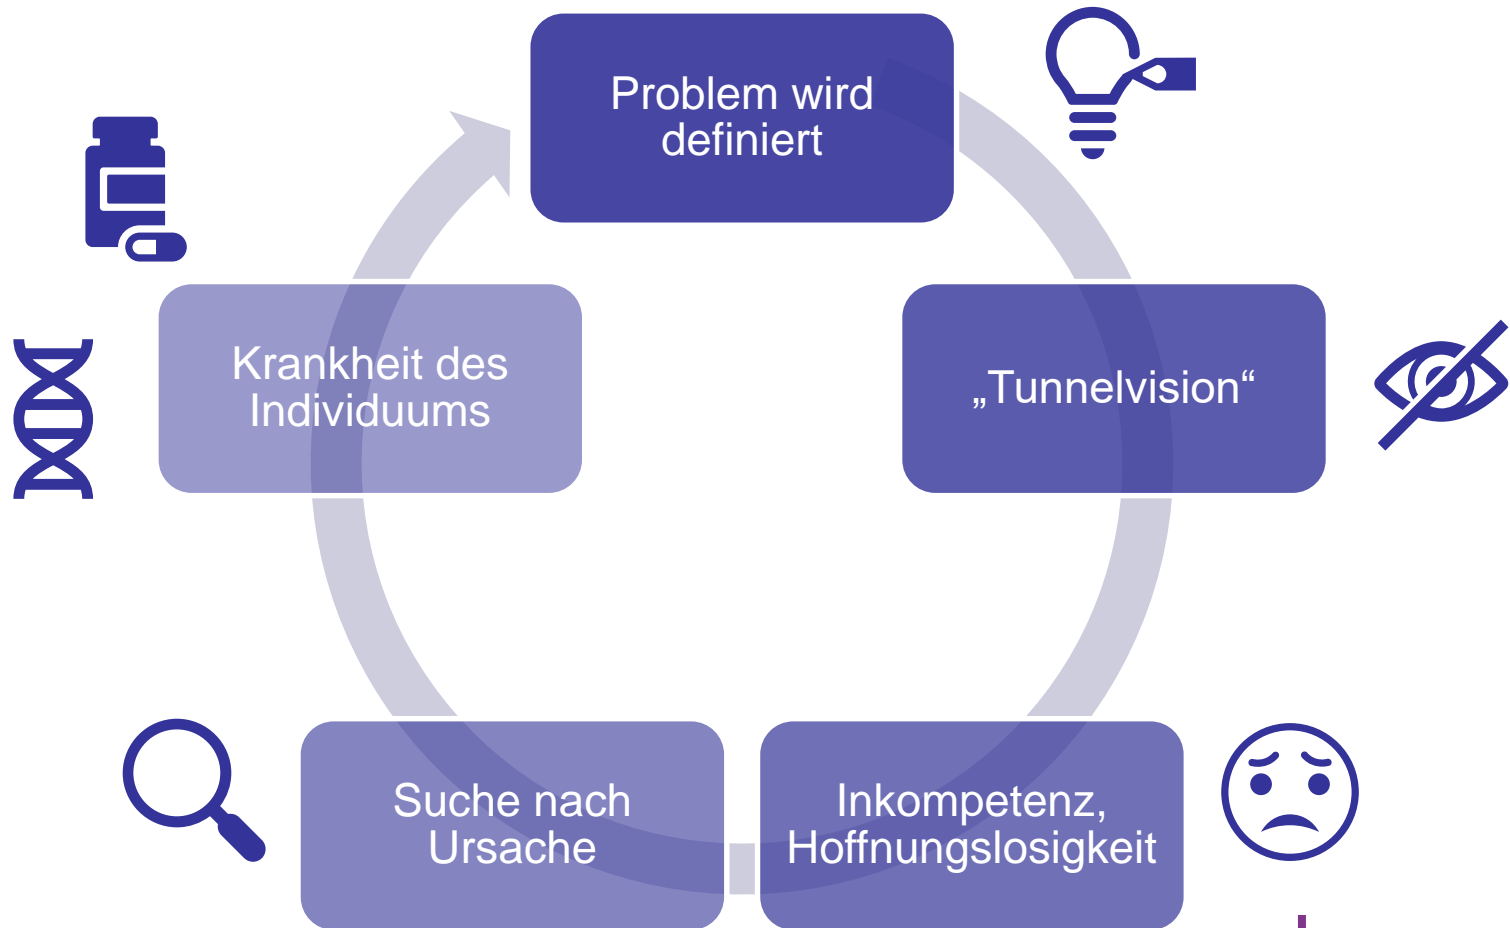 Problem wird
definiert
„Tunnelvision“
Inkompetenz,
Hoffnungslosigkeit
Suche nach
Ursache
Krankheit des
Individuums